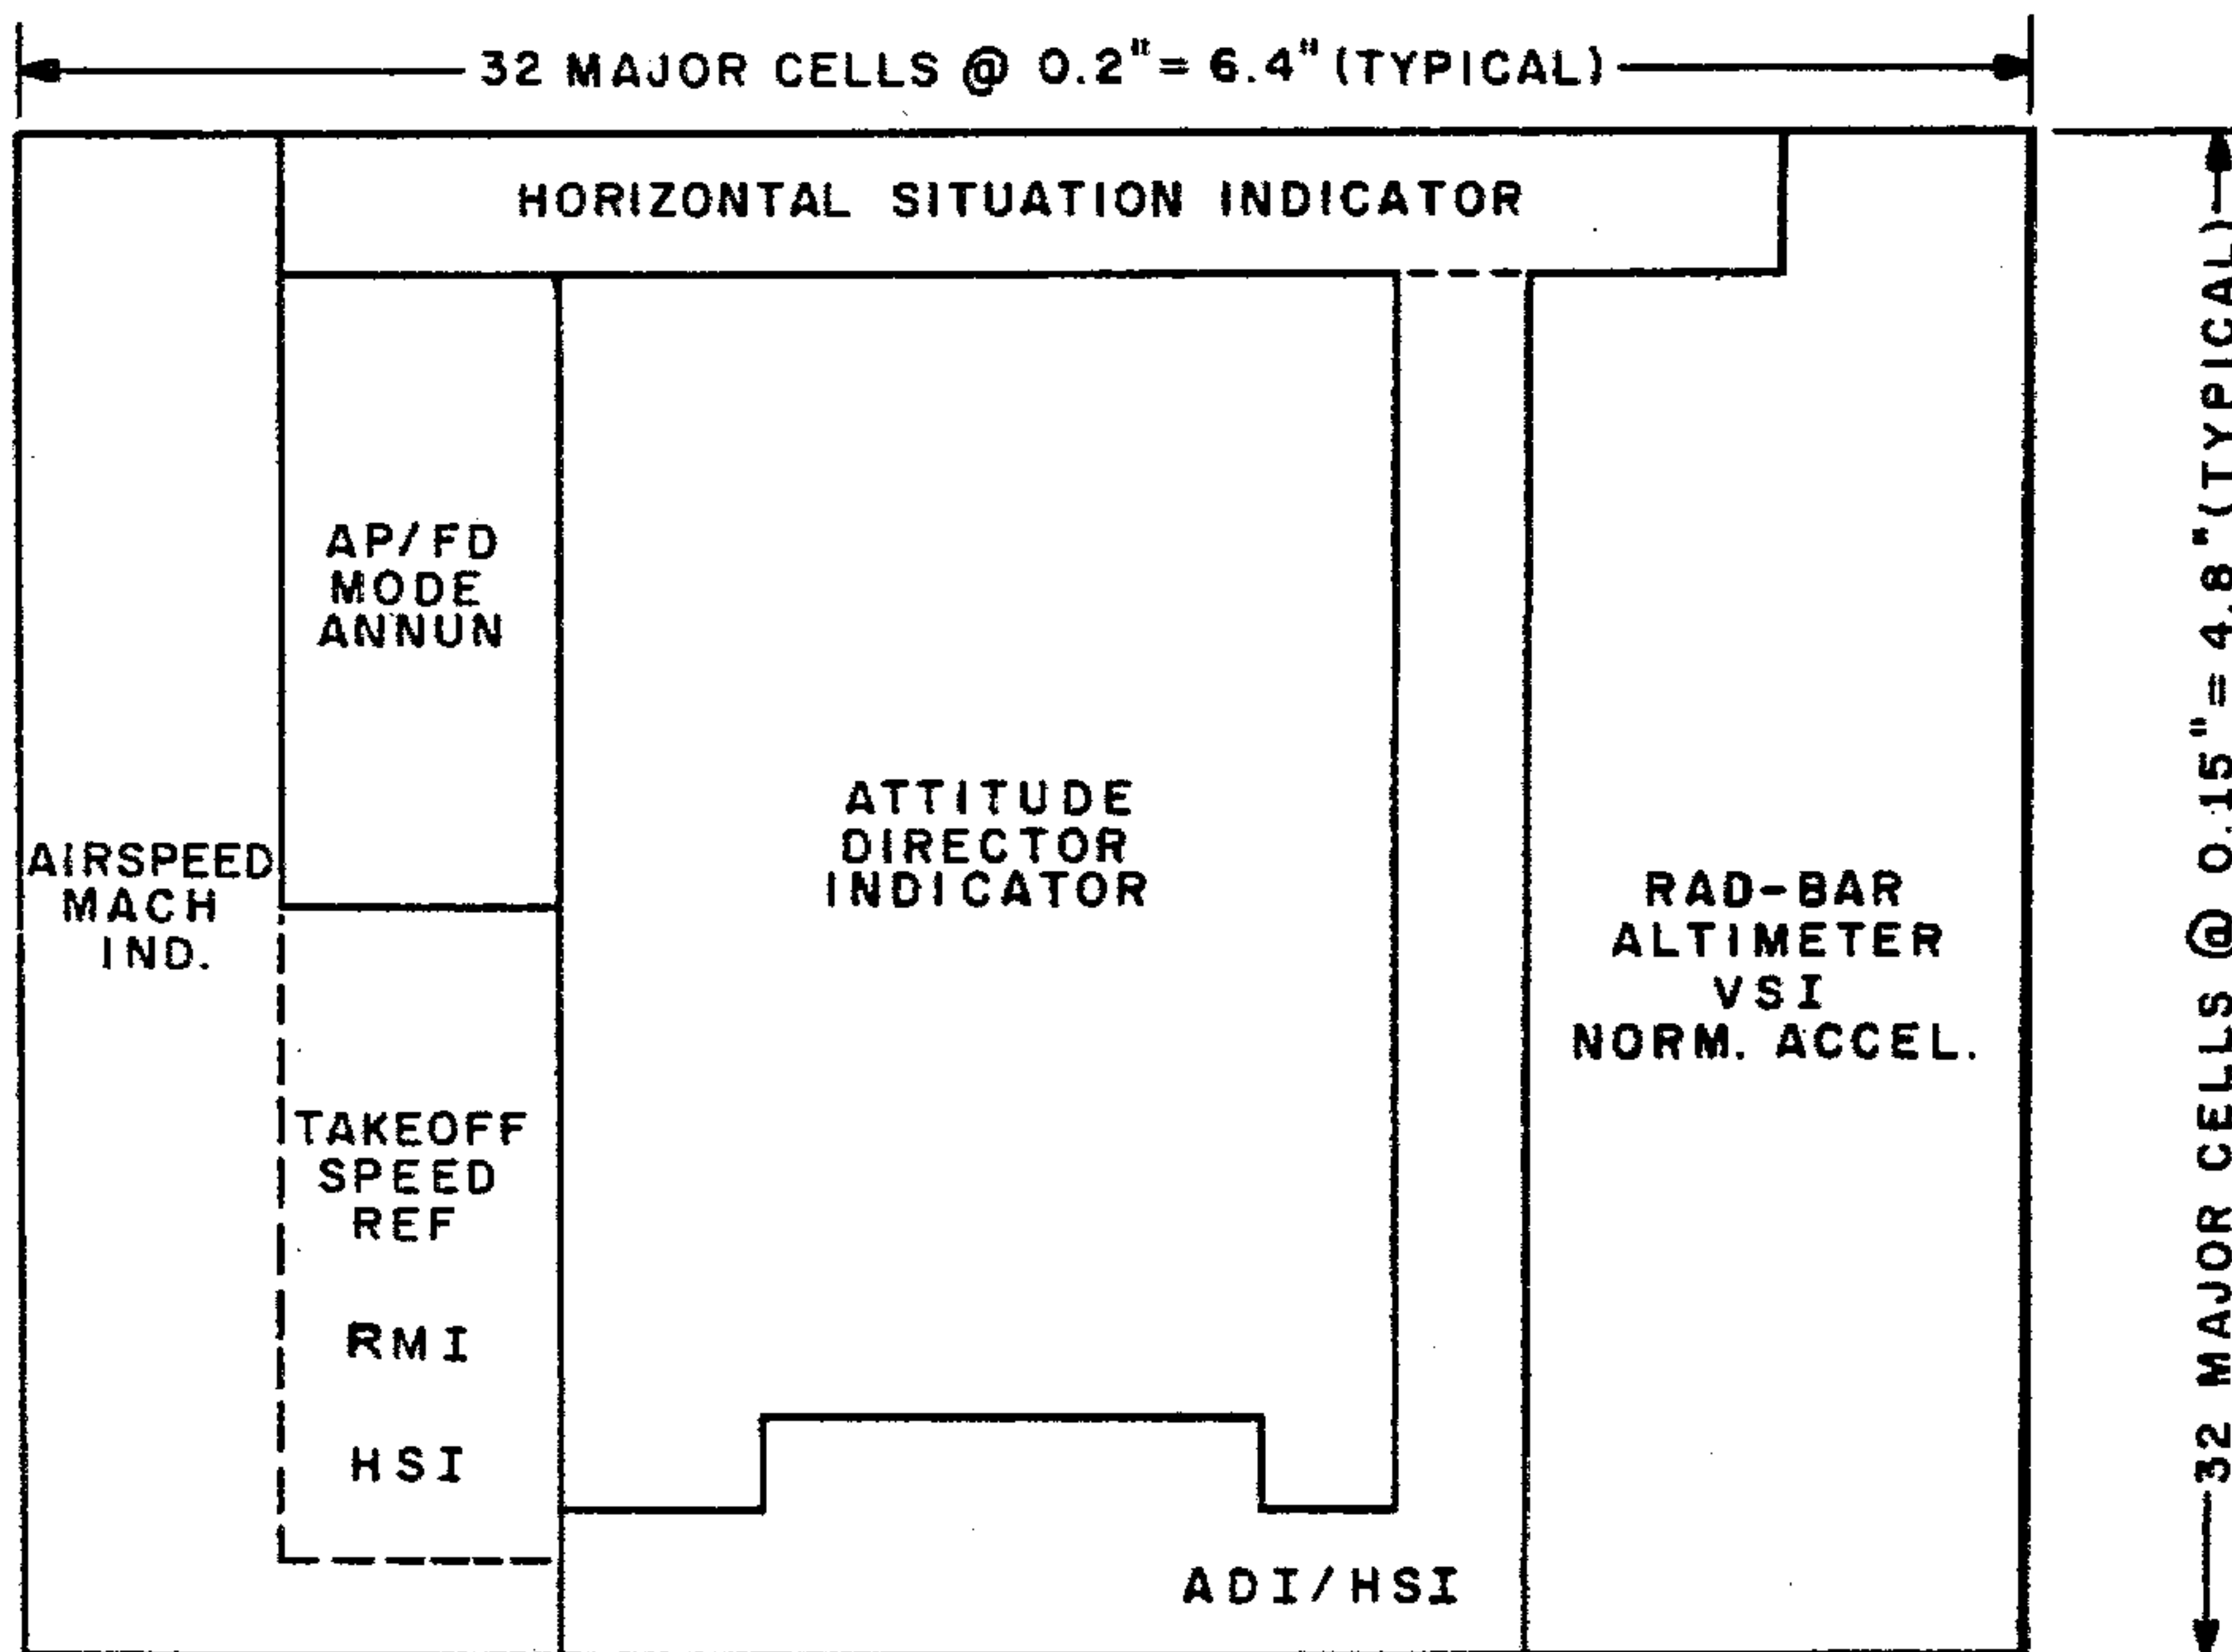 32 MAJOR CELLS @ 0.2"= 6.4"(TYPICAL)
HORIZONTAL SITUATION INDICATOR
AP/FD
MODE
ANNUN
ATTITUDE
DIRECTOR
INDICATOR
AIRSPEED
MACH
IND.
RAD-BAR
ALTIMETER
VSI
NORM. ACCEL.
TAKEOFF
SPEED
REF
RMI
HSI
ADI/HSI
32 MAJOR CELLS @ 0.15"= 4.8"(TYPICAL)